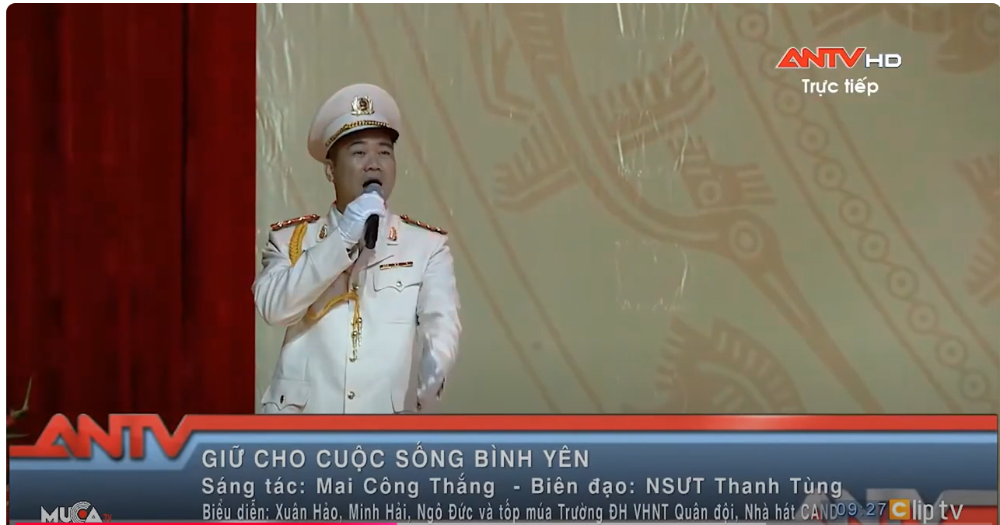 ANTV HD
Trực tiếp
ANTV
GIỮ CHO CUỘC SỐNG BÌNH YÊN
Sáng tác: Mai Công Thắng - Biên đạo: NSƯT Thanh Tùng
Biểu diễn: Xuân Hảo, Minh Hải, Ngô Đức và tốp múa Trường ĐH VHNT Quân đội, Nhà hát CAND
09:27
Clip tv
MUCA.TV